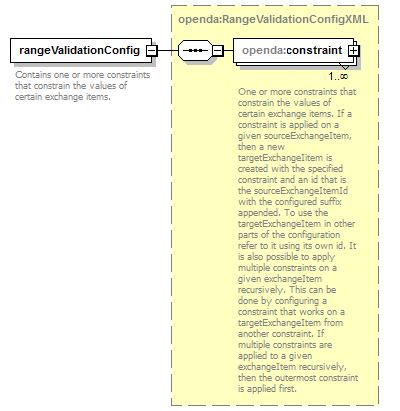 openda:RangeValidationConfigXML
rangeValidationConfig
openda:constraint
1..∞
Contains one or more constraints
that constrain the values of
certain exchange items.
One or more constraints that
constrain the values of
certain exchange items. If a
constraint is applied on a
given sourceExchangeItem,
then a new
targetExchangeIitem is
created with the specified
constraint and an id that is
the sourceExchangeItemId
with the configured suffix
appended. To use the
targetExchangeItem in other
parts of the configuration
refer to it using its own id. It
is also possible to apply
multiple constraints on a
given exchangeItem
recursively. This can be
done by configuring a
constraint that works on a
targetExchangeItem from
another constraint. If
multiple constraints are
applied to a given
exchangeItem recursively,
then the outermost constraint
is applied first.